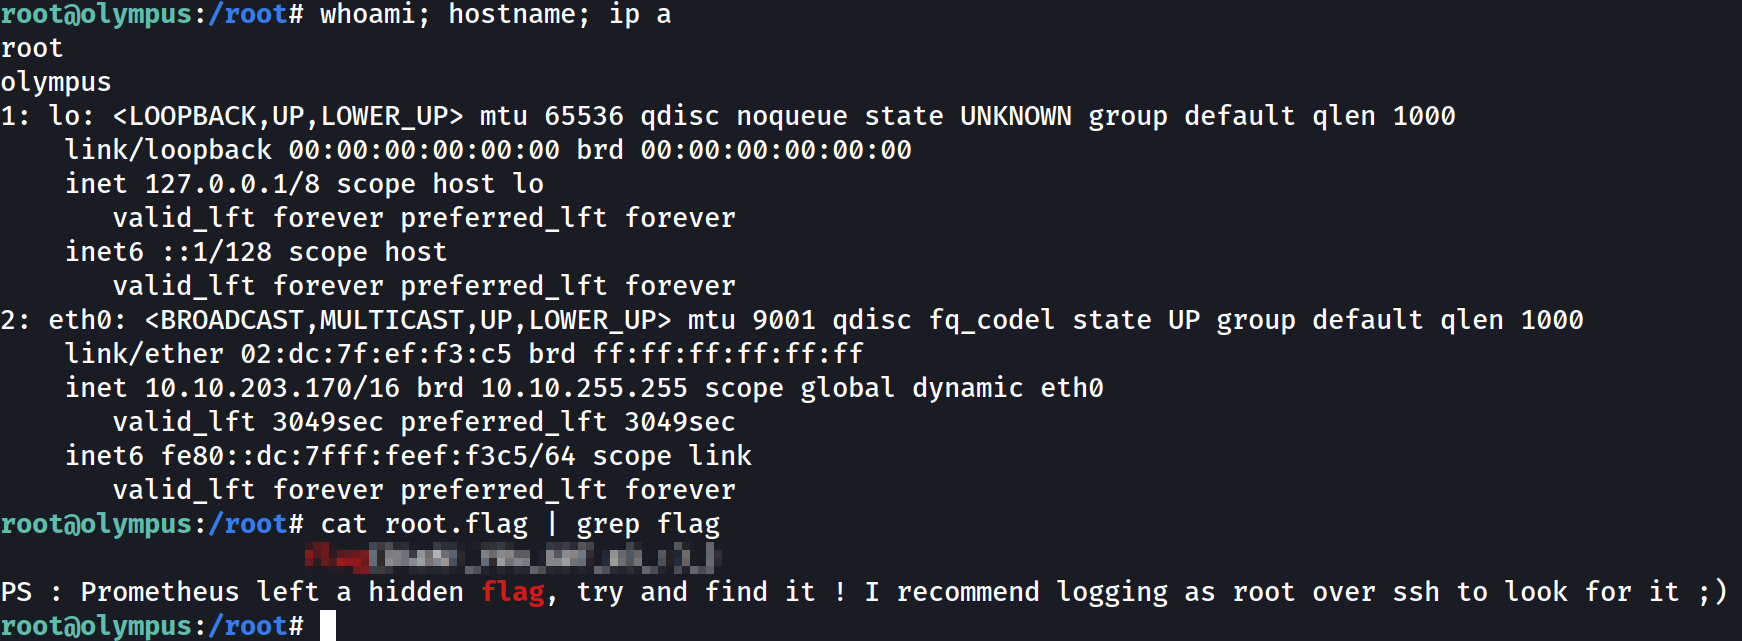 root@olympus:/root# whoami; hostname; ip a
root
olympus
1: lo: <LOOPBACK,UP,LOWER_UP> mtu 65536 qdisc noqueue state UNKNOWN group default qlen 1000
    link/loopback 00:00:00:00:00:00 brd 00:00:00:00:00:00
    inet 127.0.0.1/8 scope host lo
       valid_lft forever preferred_lft forever
    inet6 ::1/128 scope host
       valid_lft forever preferred_lft forever
2: eth0: <BROADCAST,MULTICAST,UP,LOWER_UP> mtu 9001 qdisc fq_codel state UP group default qlen 1000
    link/ether 02:dc:7f:ef:f3:c5 brd ff:ff:ff:ff:ff:ff
    inet 10.10.203.170/16 brd 10.10.255.255 scope global dynamic eth0
       valid_lft 3049sec preferred_lft 3049sec
    inet6 fe80::dc:7fff:feef:f3c5/64 scope link
       valid_lft forever preferred_lft forever
root@olympus:/root# cat root.flag | grep flag
PS : Prometheus left a hidden flag, try and find it ! I recommend logging as root over ssh to look for it ;)
root@olympus:/root#